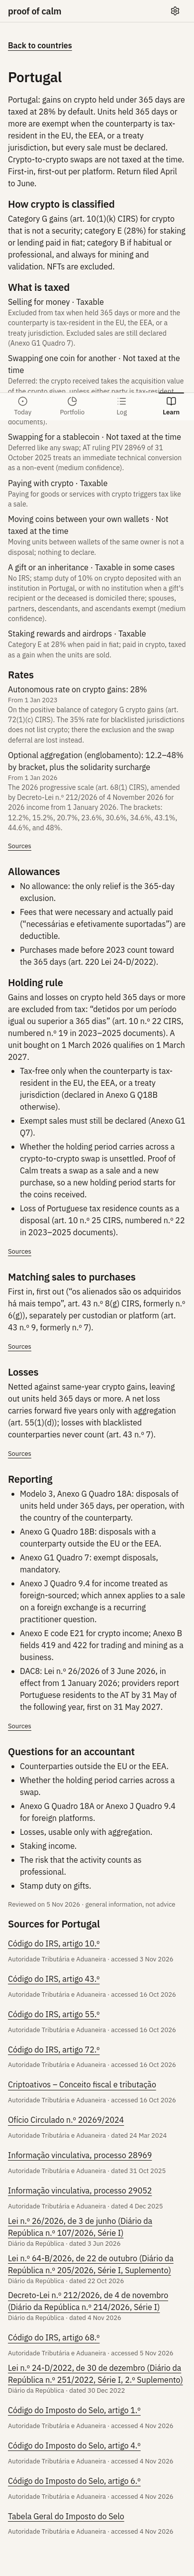 proof of calm
Back to countries
Portugal
Portugal: gains on crypto held under 365 days are
taxed at 28% by default. Units held 365 days or
more are exempt when the counterparty is tax-
resident in the EU, the EEA, or a treaty
jurisdiction, but every sale must be declared.
Crypto-to-crypto swaps are not taxed at the time.
First-in, first-out per platform. Return filed April
to June.
How crypto is classified
Category G gains (art. 10(1)(k) CIRS) for crypto
that is not a security; category E (28%) for staking
or lending paid in fiat; category B if habitual or
professional, and always for mining and
validation. NFTs are excluded.
What is taxed
Selling for money · Taxable
Excluded from tax when held 365 days or more and the
counterparty is tax-resident in the EU, the EEA, or a
treaty jurisdiction. Excluded sales are still declared
(Anexo G1 Quadro 7).
Swapping one coin for another · Not taxed at the
time
Deferred: the crypto received takes the acquisition value
Today
Portfolio
Log
Learn
documents).
Swapping for a stablecoin · Not taxed at the time
Deferred like any swap; AT ruling PIV 28969 of 31
October 2025 treats an immediate technical conversion
as a non-event (medium confidence).
Paying with crypto · Taxable
Paying for goods or services with crypto triggers tax like
a sale.
Moving coins between your own wallets · Not
taxed at the time
Moving units between wallets of the same owner is not a
disposal; nothing to declare.
A gift or an inheritance · Taxable in some cases
No IRS; stamp duty of 10% on crypto deposited with an
institution in Portugal, or with no institution when a gift's
recipient or the deceased is domiciled there; spouses,
partners, descendants, and ascendants exempt (medium
confidence).
Staking rewards and airdrops · Taxable
Category E at 28% when paid in fiat; paid in crypto, taxed
as a gain when the units are sold.
Rates
Autonomous rate on crypto gains: 28%
From 1 Jan 2023
On the positive balance of category G crypto gains (art.
72(1)(c) CIRS). The 35% rate for blacklisted jurisdictions
does not list crypto; there the exclusion and the swap
deferral are lost instead.
Optional aggregation (englobamento): 12.2–48%
by bracket, plus the solidarity surcharge
From 1 Jan 2026
The 2026 progressive scale (art. 68(1) CIRS), amended
by Decreto-Lei n.º 212/2026 of 4 November 2026 for
2026 income from 1 January 2026. The brackets:
12.2%, 15.2%, 20.7%, 23.6%, 30.6%, 34.6%, 43.1%,
44.6%, and 48%.
Sources
Allowances
• No allowance: the only relief is the 365-day
exclusion.
• Fees that were necessary and actually paid
(“necessárias e efetivamente suportadas”) are
deductible.
• Purchases made before 2023 count toward
the 365 days (art. 220 Lei 24-D/2022).
Holding rule
Gains and losses on crypto held 365 days or more
are excluded from tax: “detidos por um período
igual ou superior a 365 dias” (art. 10 n.º 22 CIRS,
numbered n.º 19 in 2023–2025 documents). A
unit bought on 1 March 2026 qualifies on 1 March
2027.
• Tax-free only when the counterparty is tax-
resident in the EU, the EEA, or a treaty
jurisdiction (declared in Anexo G Q18B
otherwise).
• Exempt sales must still be declared (Anexo G1
Q7).
• Whether the holding period carries across a
crypto-to-crypto swap is unsettled. Proof of
Calm treats a swap as a sale and a new
purchase, so a new holding period starts for
the coins received.
• Loss of Portuguese tax residence counts as a
disposal (art. 10 n.º 25 CIRS, numbered n.º 22
in 2023–2025 documents).
Sources
Matching sales to purchases
First in, first out (“os alienados são os adquiridos
há mais tempo”, art. 43 n.º 8(g) CIRS, formerly n.º
6(g)), separately per custodian or platform (art.
43 n.º 9, formerly n.º 7).
Sources
Losses
Netted against same-year crypto gains, leaving
out units held 365 days or more. A net loss
carries forward five years only with aggregation
(art. 55(1)(d)); losses with blacklisted
counterparties never count (art. 43 n.º 7).
Sources
Reporting
• Modelo 3, Anexo G Quadro 18A: disposals of
units held under 365 days, per operation, with
the country of the counterparty.
• Anexo G Quadro 18B: disposals with a
counterparty outside the EU or the EEA.
• Anexo G1 Quadro 7: exempt disposals,
mandatory.
• Anexo J Quadro 9.4 for income treated as
foreign-sourced; which annex applies to a sale
on a foreign exchange is a recurring
practitioner question.
• Anexo E code E21 for crypto income; Anexo B
fields 419 and 422 for trading and mining as a
business.
• DAC8: Lei n.º 26/2026 of 3 June 2026, in
effect from 1 January 2026; providers report
Portuguese residents to the AT by 31 May of
the following year, first on 31 May 2027.
Sources
Questions for an accountant
• Counterparties outside the EU or the EEA.
• Whether the holding period carries across a
swap.
• Anexo G Quadro 18A or Anexo J Quadro 9.4
for foreign platforms.
• Losses, usable only with aggregation.
• Staking income.
• The risk that the activity counts as
professional.
• Stamp duty on gifts.
Reviewed on 5 Nov 2026 · general information, not advice
Sources for Portugal
Código do IRS, artigo 10.º
Autoridade Tributária e Aduaneira · accessed 3 Nov 2026
Código do IRS, artigo 43.º
Autoridade Tributária e Aduaneira · accessed 16 Oct 2026
Código do IRS, artigo 55.º
Autoridade Tributária e Aduaneira · accessed 16 Oct 2026
Código do IRS, artigo 72.º
Autoridade Tributária e Aduaneira · accessed 16 Oct 2026
Criptoativos – Conceito fiscal e tributação
Autoridade Tributária e Aduaneira · accessed 16 Oct 2026
Ofício Circulado n.º 20269/2024
Autoridade Tributária e Aduaneira · dated 24 Mar 2024
Informação vinculativa, processo 28969
Autoridade Tributária e Aduaneira · dated 31 Oct 2025
Informação vinculativa, processo 29052
Autoridade Tributária e Aduaneira · dated 4 Dec 2025
Lei n.º 26/2026, de 3 de junho (Diário da
República n.º 107/2026, Série I)
Diário da República · dated 3 Jun 2026
Lei n.º 64-B/2026, de 22 de outubro (Diário da
República n.º 205/2026, Série I, Suplemento)
Diário da República · dated 22 Oct 2026
Decreto-Lei n.º 212/2026, de 4 de novembro
(Diário da República n.º 214/2026, Série I)
Diário da República · dated 4 Nov 2026
Código do IRS, artigo 68.º
Autoridade Tributária e Aduaneira · accessed 5 Nov 2026
Lei n.º 24-D/2022, de 30 de dezembro (Diário da
República n.º 251/2022, Série I, 2.º Suplemento)
Diário da República · dated 30 Dec 2022
Código do Imposto do Selo, artigo 1.º
Autoridade Tributária e Aduaneira · accessed 4 Nov 2026
Código do Imposto do Selo, artigo 4.º
Autoridade Tributária e Aduaneira · accessed 4 Nov 2026
Código do Imposto do Selo, artigo 6.º
Autoridade Tributária e Aduaneira · accessed 4 Nov 2026
Tabela Geral do Imposto do Selo
Autoridade Tributária e Aduaneira · accessed 4 Nov 2026